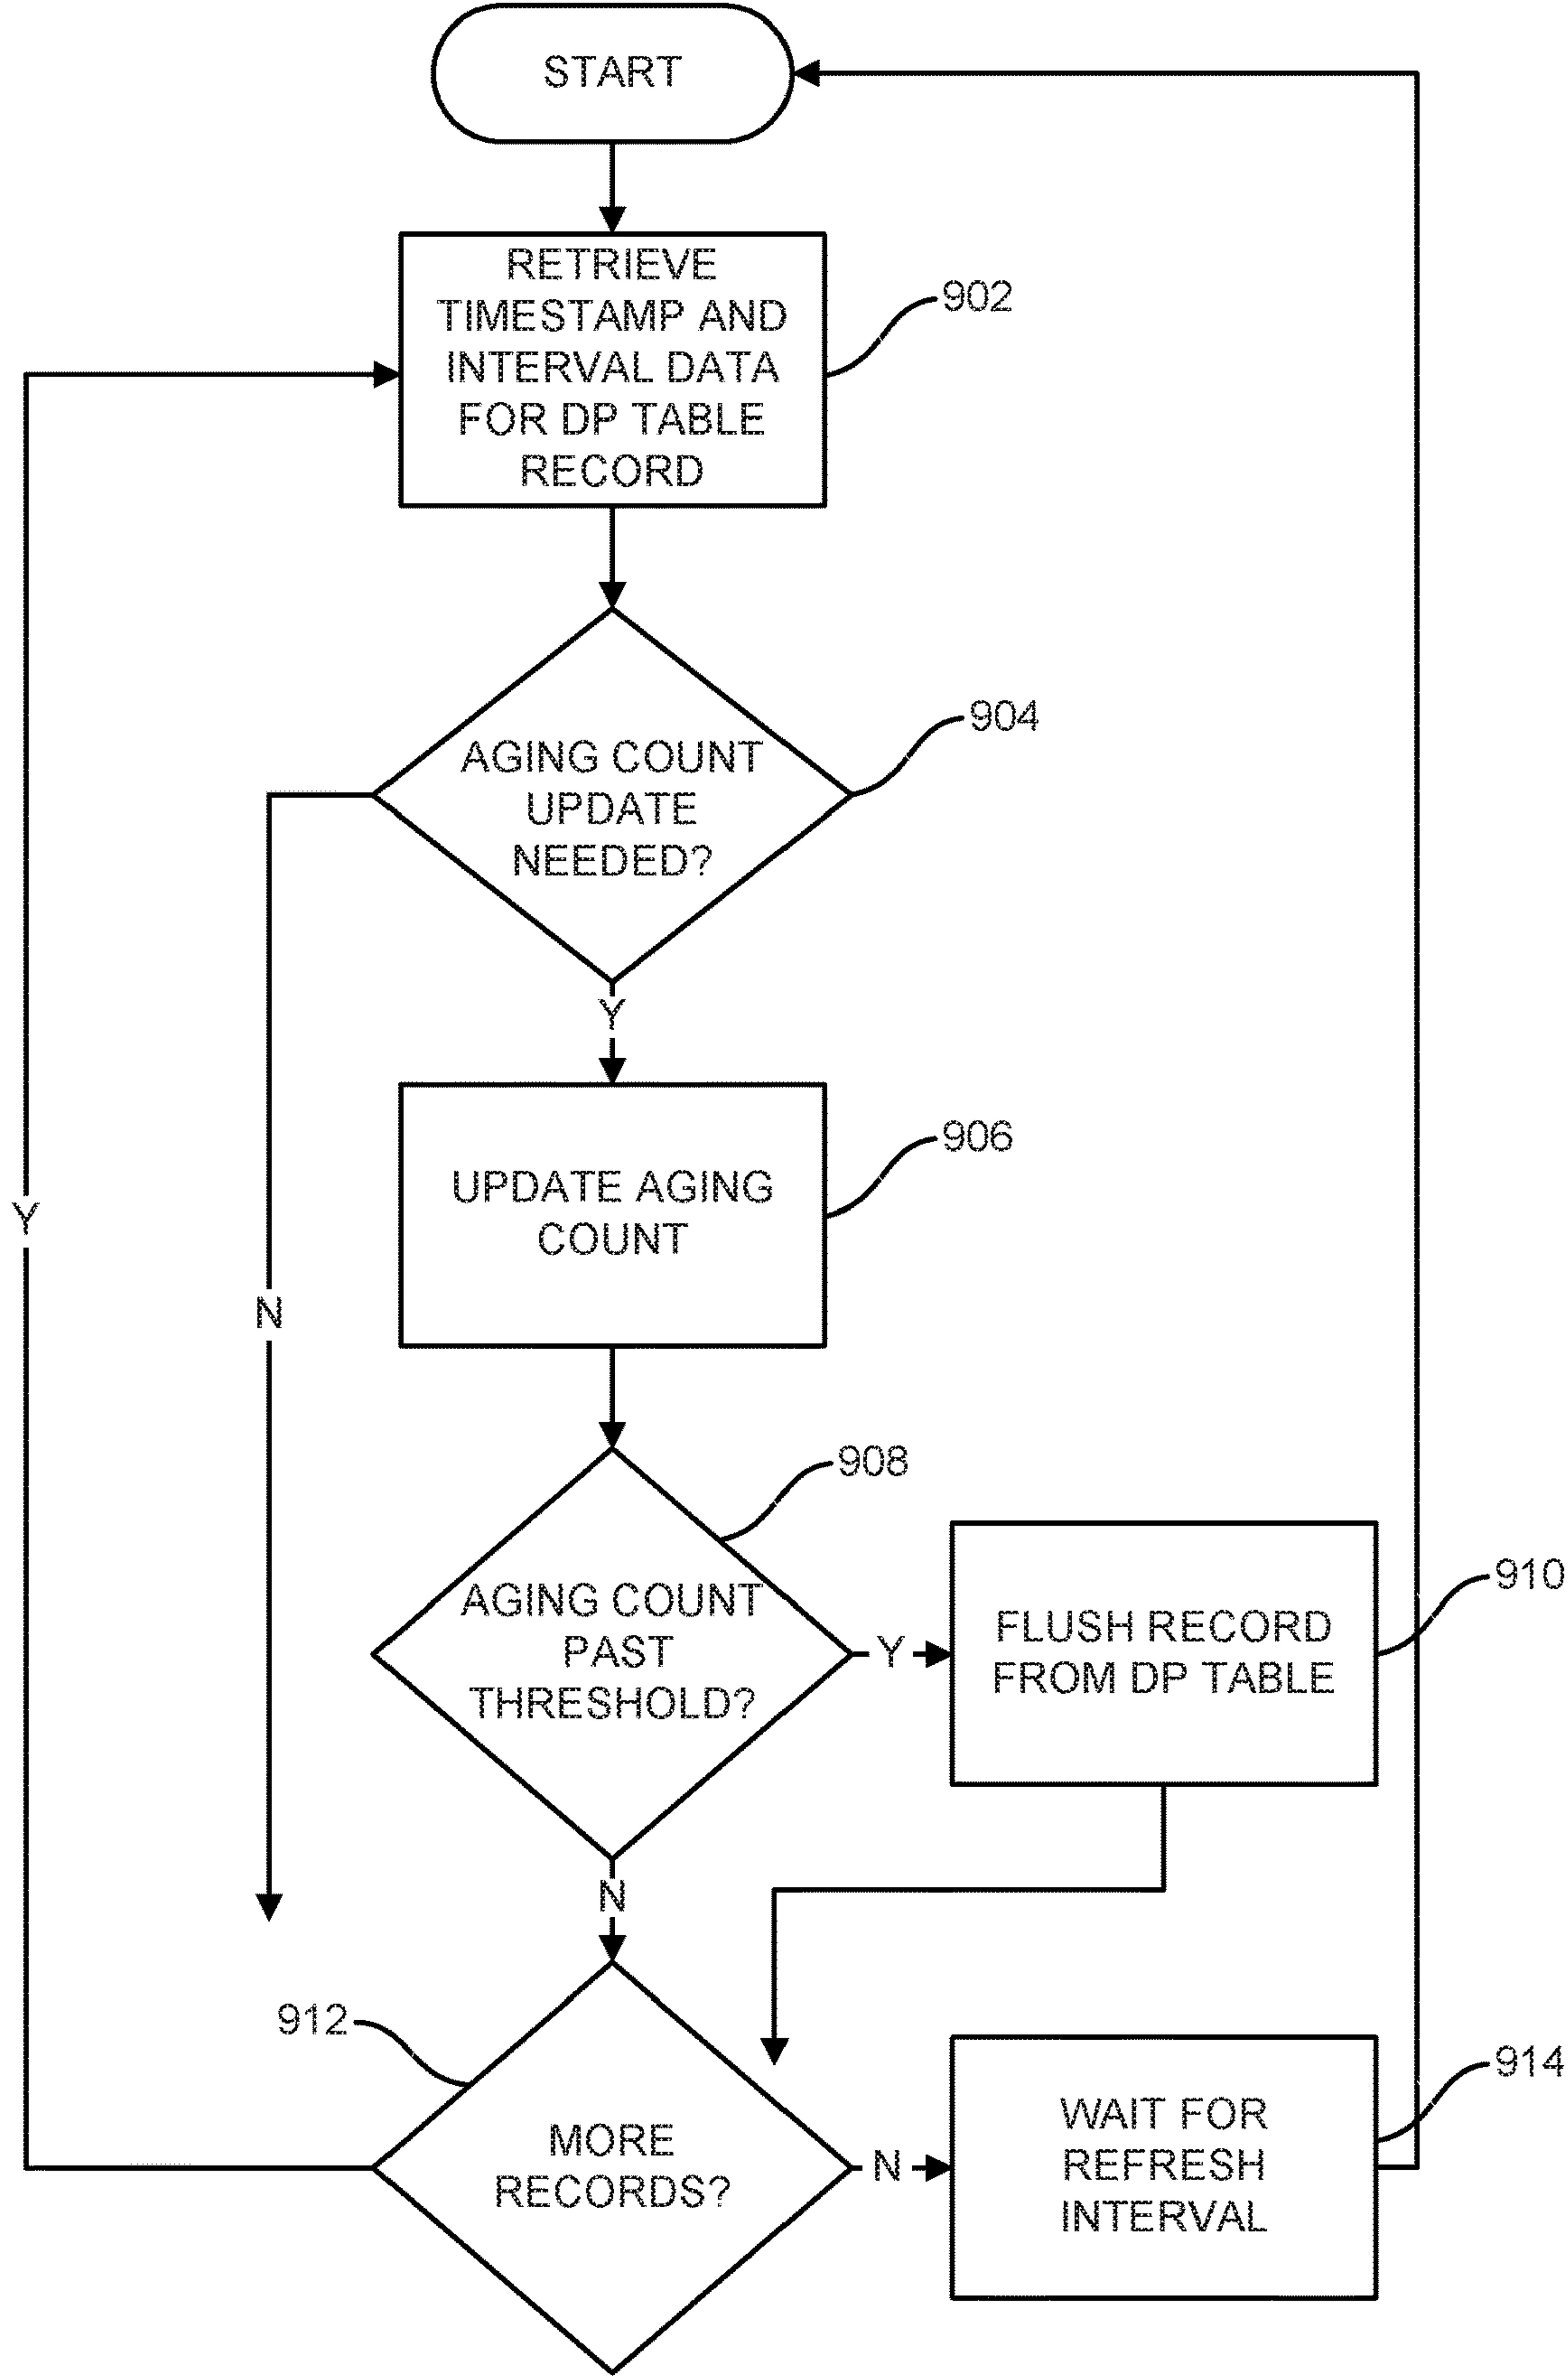 START
RETRIEVE
TIMESTAMP AND
INTERVAL DATA
FOR DP TABLE
RECORD
902
AGING COUNT
UPDATE
NEEDED?
904
Y
UPDATE AGING
COUNT
906
Y
N
908
AGING COUNT
PAST
THRESHOLD?
Y
FLUSH RECORD
FROM DP TABLE
910
N
912
MORE
RECORDS?
N
WAIT FOR
REFRESH
INTERVAL
914